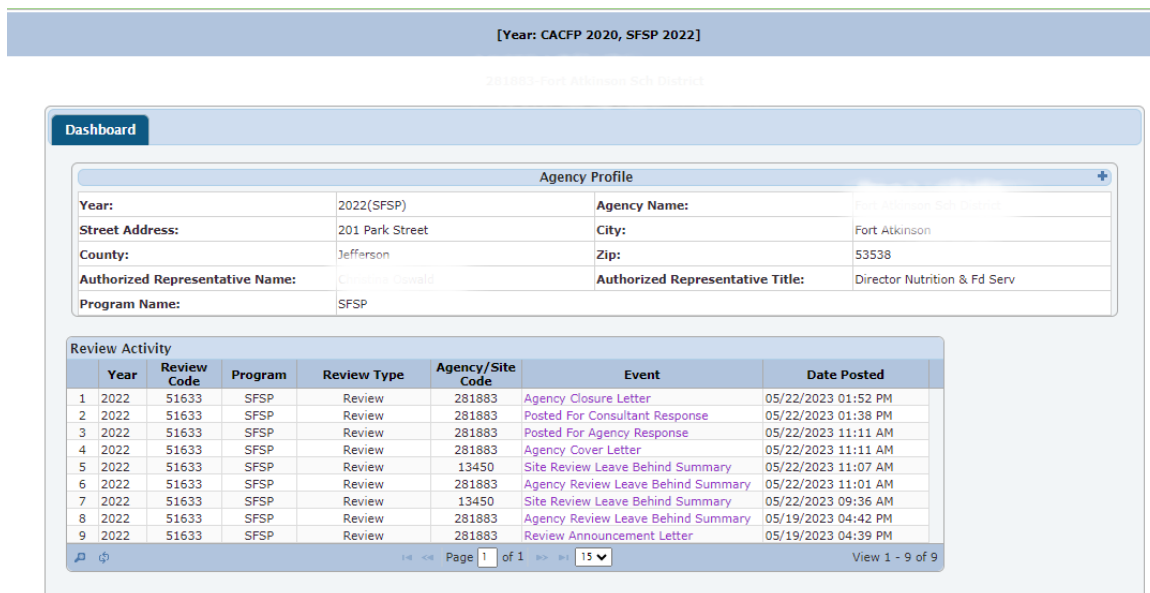 [Year: CACFP 2020, SFSP 2022]
281883-Fort Atkinson Sch District
Dashboard
Agency Profile
Year: 2022(SFSP) Agency Name: Fort Atkinson Sch District
Street Address: 201 Park Street City: Fort Atkinson
County: Jefferson Zip: 53538
Authorized Representative Name: Authorized Representative Title: Director Nutrition & Fd Serv
Program Name: SFSP
Review Activity
Year Review Code Program Review Type Agency/Site Code Event Date Posted
1 2022 51633 SFSP Review 281883 Agency Closure Letter 05/22/2023 01:52 PM
2 2022 51633 SFSP Review 281883 Posted For Consultant Response 05/22/2023 01:38 PM
3 2022 51633 SFSP Review 281883 Posted For Agency Response 05/22/2023 11:11 AM
4 2022 51633 SFSP Review 281883 Agency Cover Letter 05/22/2023 11:11 AM
5 2022 51633 SFSP Review 13450 Site Review Leave Behind Summary 05/22/2023 11:07 AM
6 2022 51633 SFSP Review 281883 Agency Review Leave Behind Summary 05/22/2023 11:01 AM
7 2022 51633 SFSP Review 13450 Site Review Leave Behind Summary 05/22/2023 09:36 AM
8 2022 51633 SFSP Review 281883 Agency Review Leave Behind Summary 05/19/2023 04:42 PM
9 2022 51633 SFSP Review 281883 Review Announcement Letter 05/19/2023 04:39 PM
Page 1 of 1 15 View 1 - 9 of 9